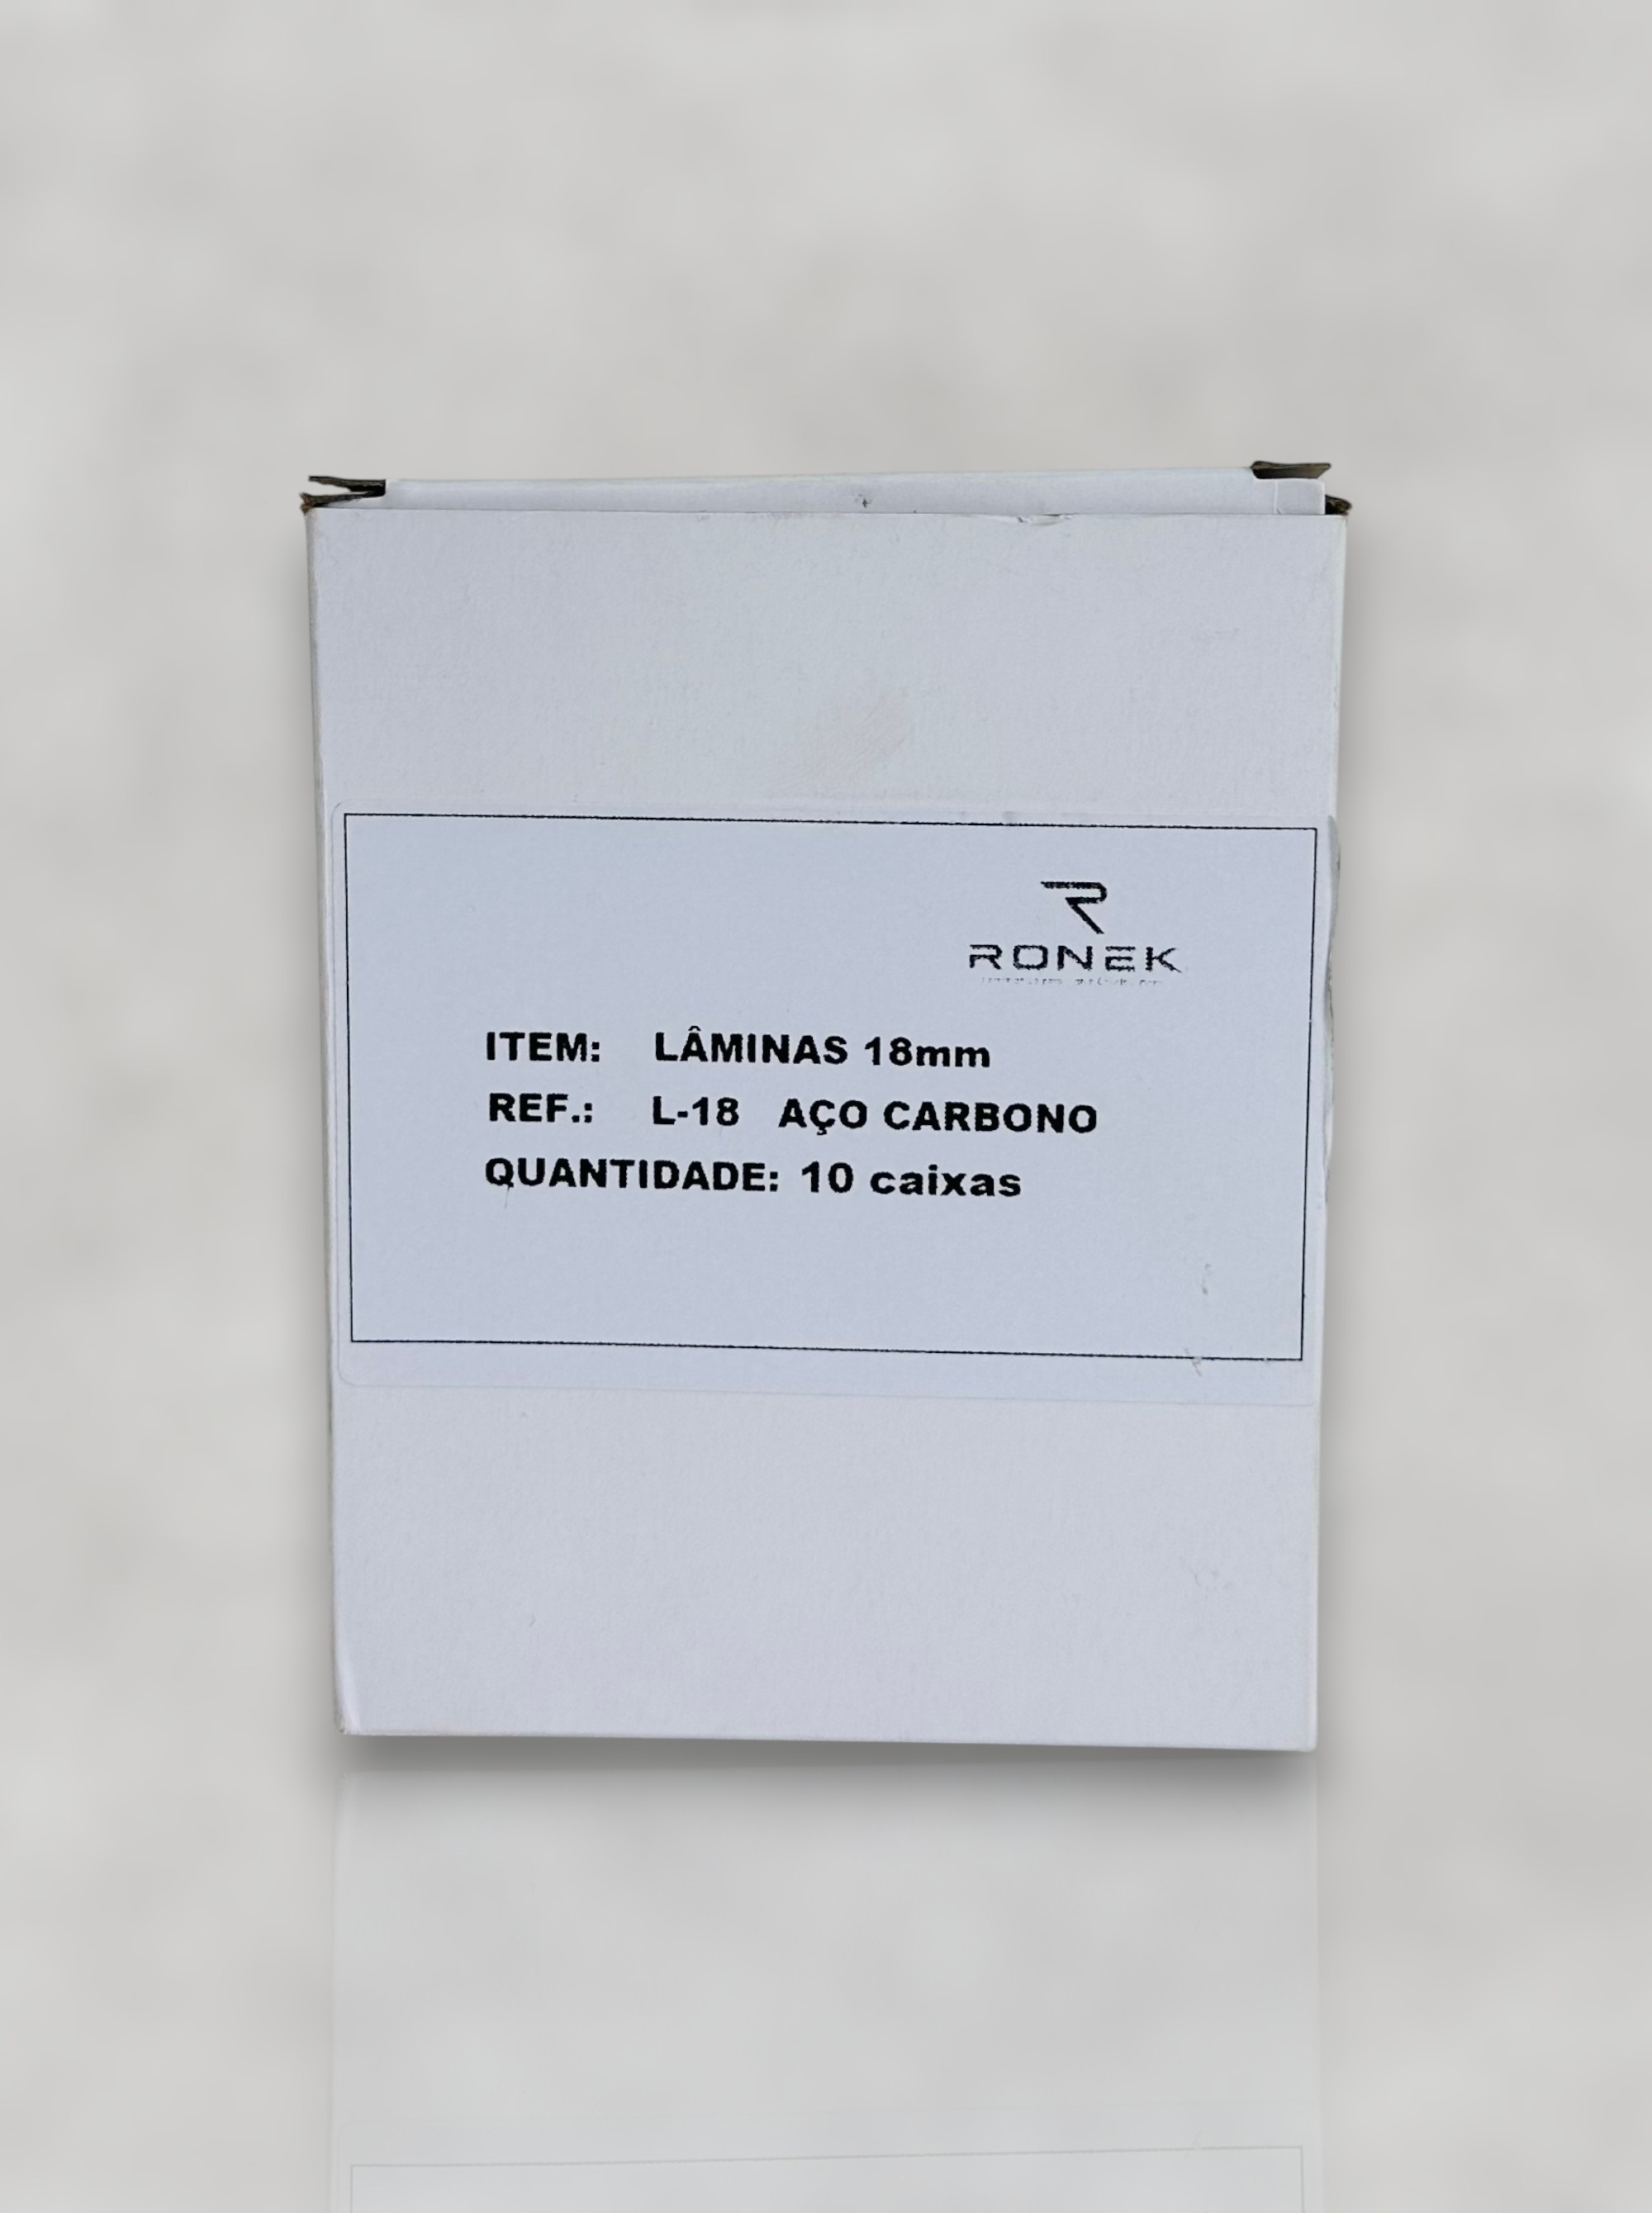 RONEK
ITEM: LÂMINAS 18mm
REF.: L-18 AÇO CARBONO
QUANTIDADE: 10 caixas